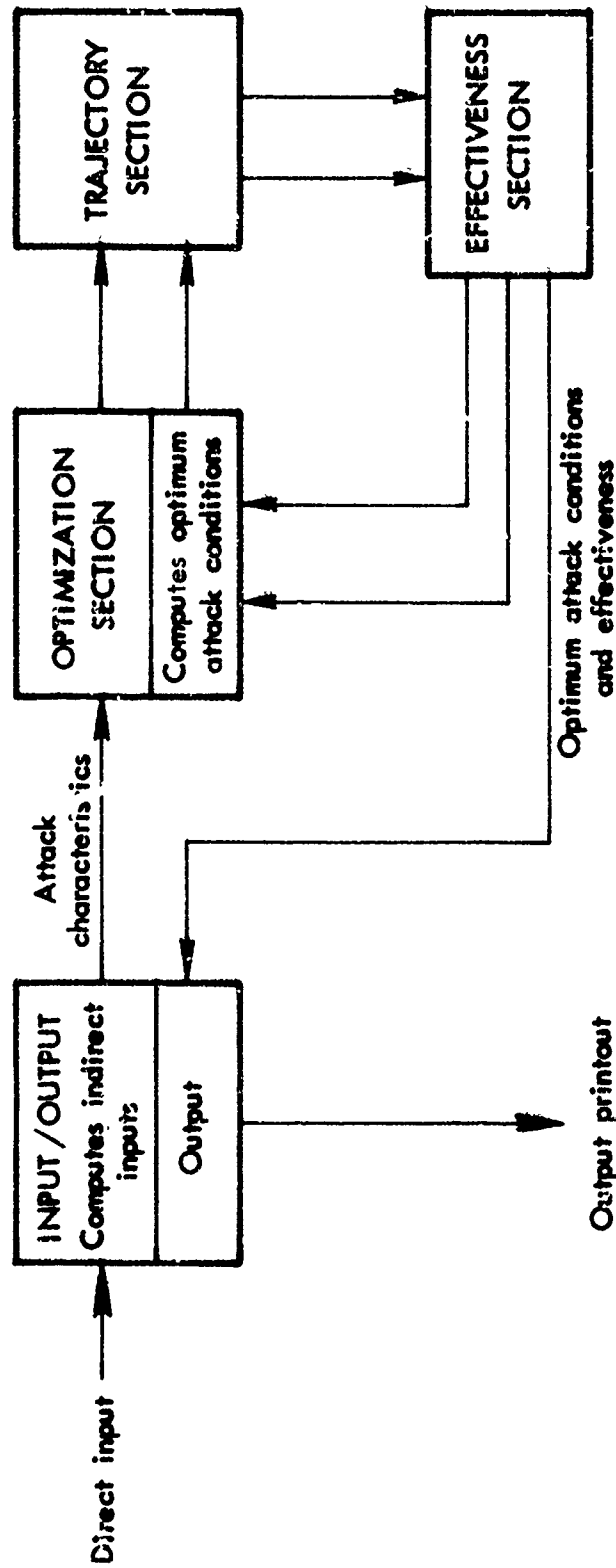 Direct input
INPUT/OUTPUT
Computes indirect
inputs
Output
Output printout
Attack
characteristics
OPTIMIZATION
SECTION
Computes optimum
attack conditions
TRAJECTORY
SECTION
EFFECTIVENESS
SECTION
Optimum attack conditions
and effectiveness